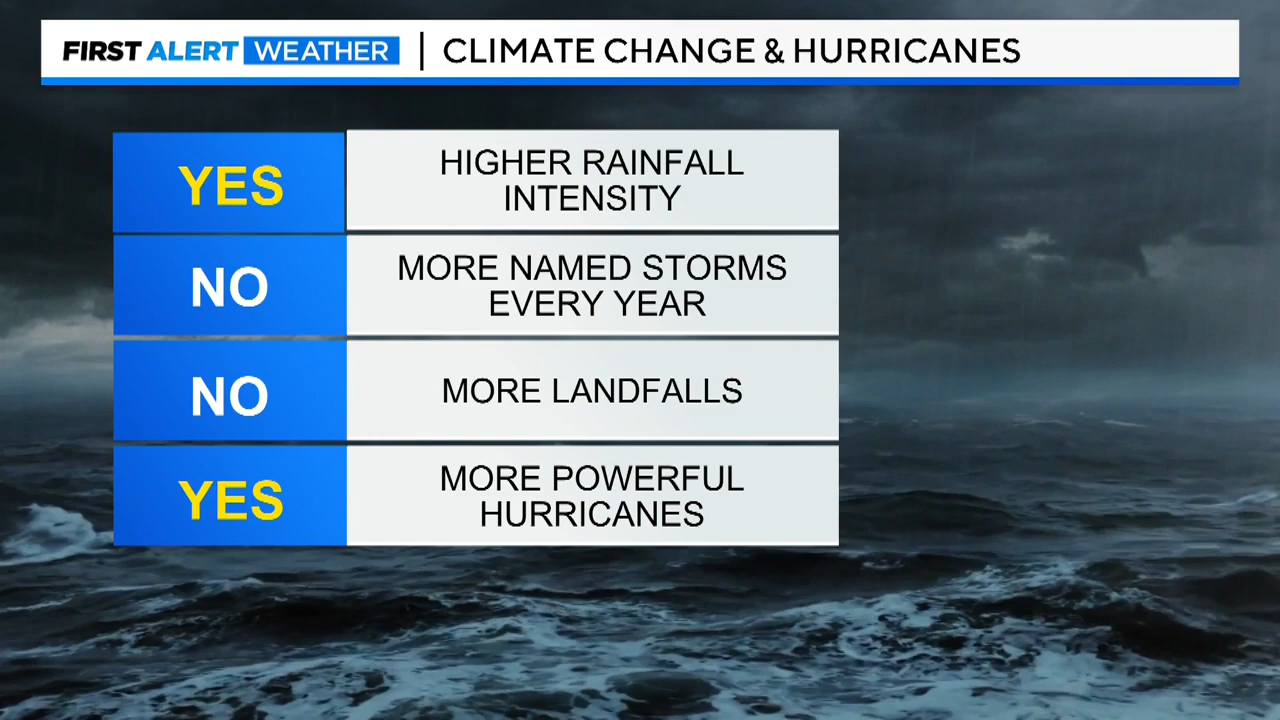 FIRST ALERT WEATHER | CLIMATE CHANGE & HURRICANES
YES
HIGHER RAINFALL
INTENSITY
NO
MORE NAMED STORMS
EVERY YEAR
NO
MORE LANDFALLS
YES
MORE POWERFUL
HURRICANES